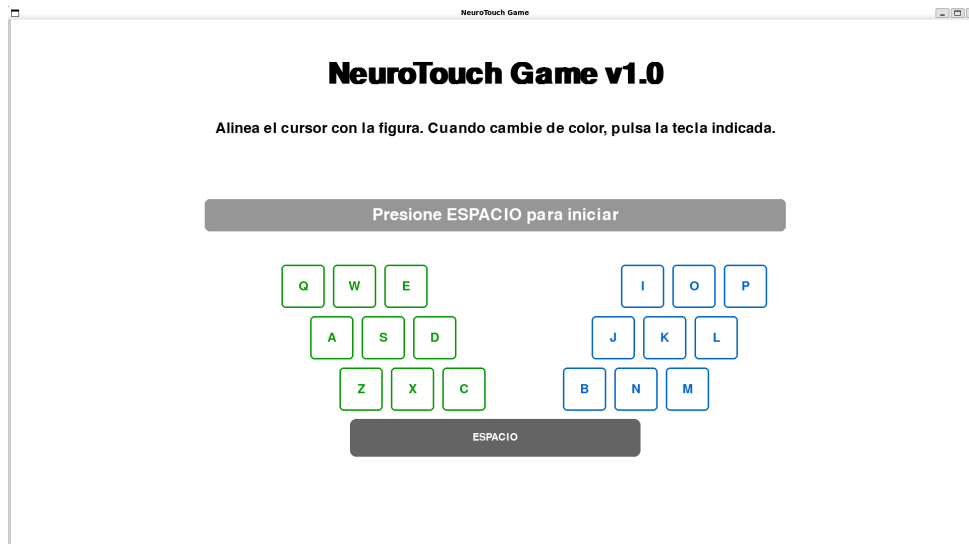 NeuroTouch Game
NeuroTouch Game v1.0
Alinea el cursor con la figura. Cuando cambie de color, pulsa la tecla indicada.
Presione ESPACIO para iniciar
Q W E I O P
A S D J K L
Z X C B N M
ESPACIO